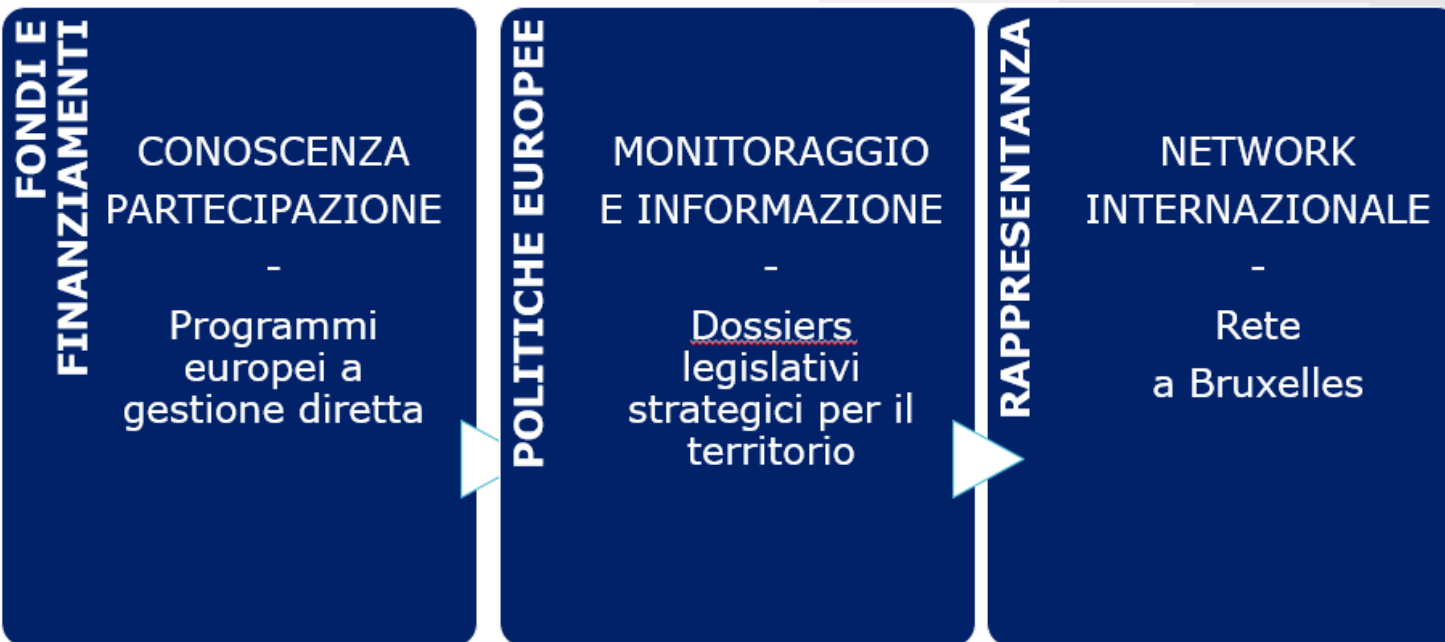 FONDI E
FINANZIAMENTI
CONOSCENZA
PARTECIPAZIONE
-
Programmi
europei a
gestione diretta
POLITICHE EUROPEE
MONITORAGGIO
E INFORMAZIONE
-
Dossiers
legislativi
strategici per il
territorio
RAPPRESENTANZA
NETWORK
INTERNAZIONALE
-
Rete
a Bruxelles